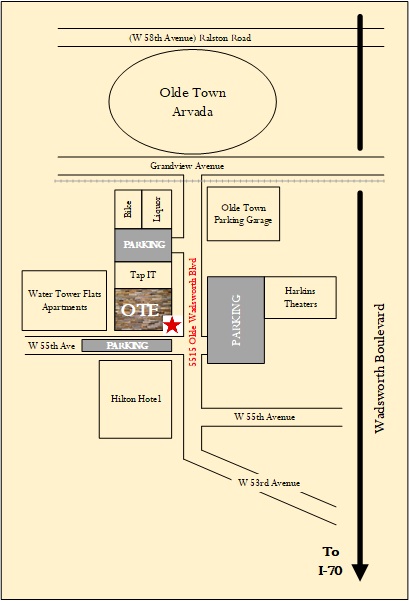 (W 58th Avenue) Ralston Road
Olde Town
Arvada
Grandview Avenue
Bike
Liquor
Olde Town
Parking Garage
PARKING
Tap IT
Water Tower Flats
Apartments
OTE
5515 Olde Wadsworth Blvd
PARKING
Harkins
Theaters
Wadsworth Boulevard
W 55th Ave
PARKING
Hilton Hotel
W 55th Avenue
W 53rd Avenue
To
I-70